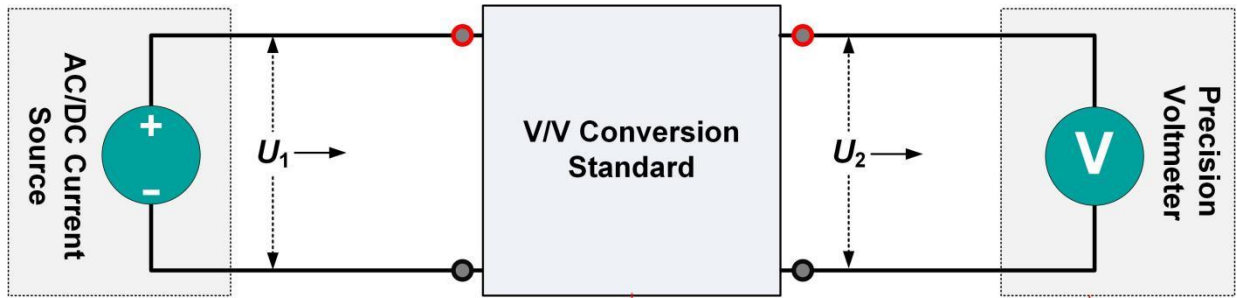 AC/DC Current
Source
+
-
U1
V/V Conversion
Standard
U2
V
Precision
Voltmeter